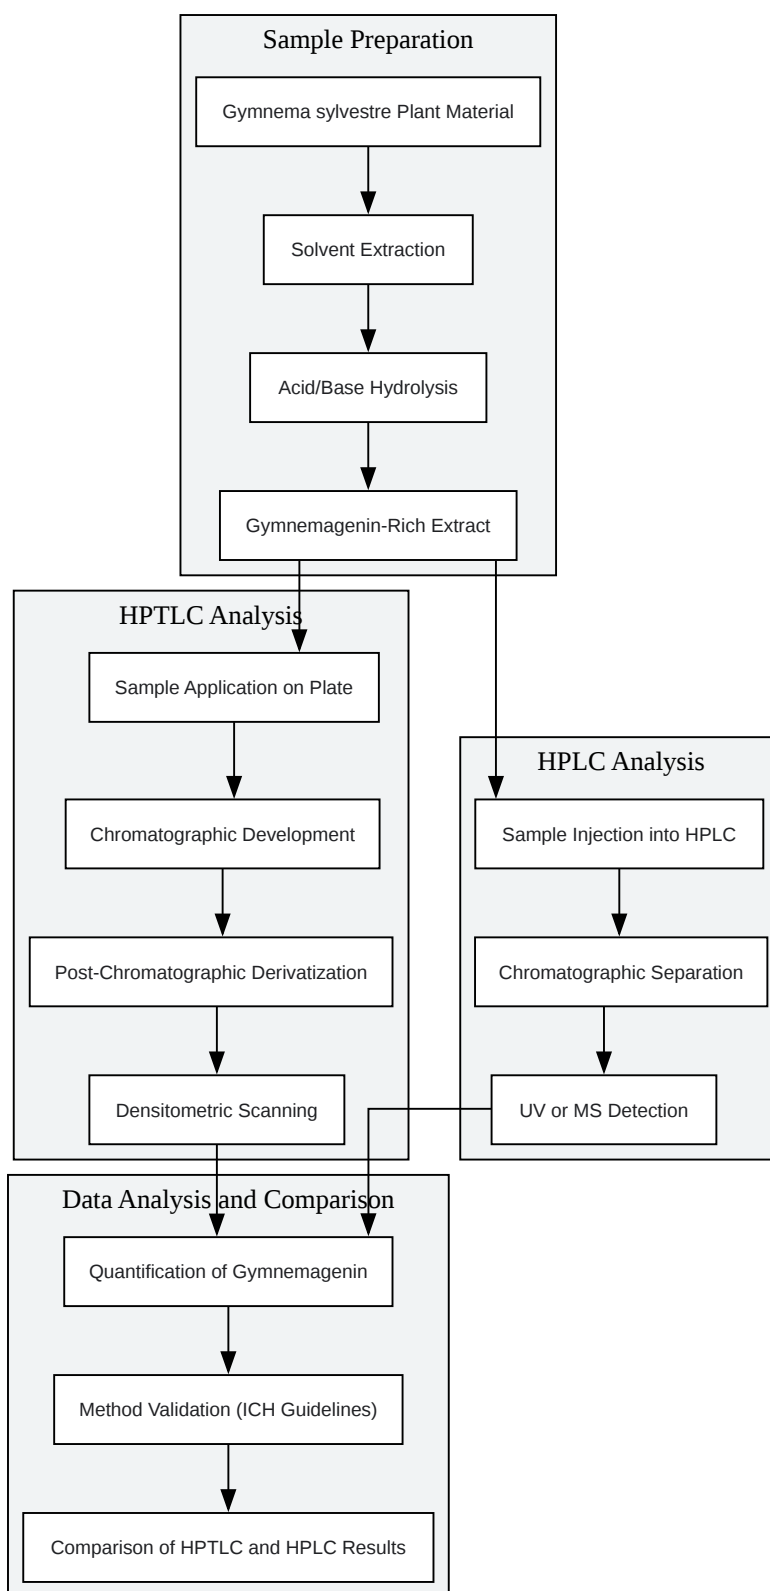 Sample Preparation
Gymnema sylvestre Plant Material
Solvent Extraction
Acid/Base Hydrolysis
Gymnemagenin-Rich Extract
HPTLC Analysis
Sample Application on Plate
Chromatographic Development
Post-Chromatographic Derivatization
Densitometric Scanning
HPLC Analysis
Sample Injection into HPLC
Chromatographic Separation
UV or MS Detection
Data Analysis and Comparison
Quantification of Gymnemagenin
Method Validation (ICH Guidelines)
Comparison of HPTLC and HPLC Results